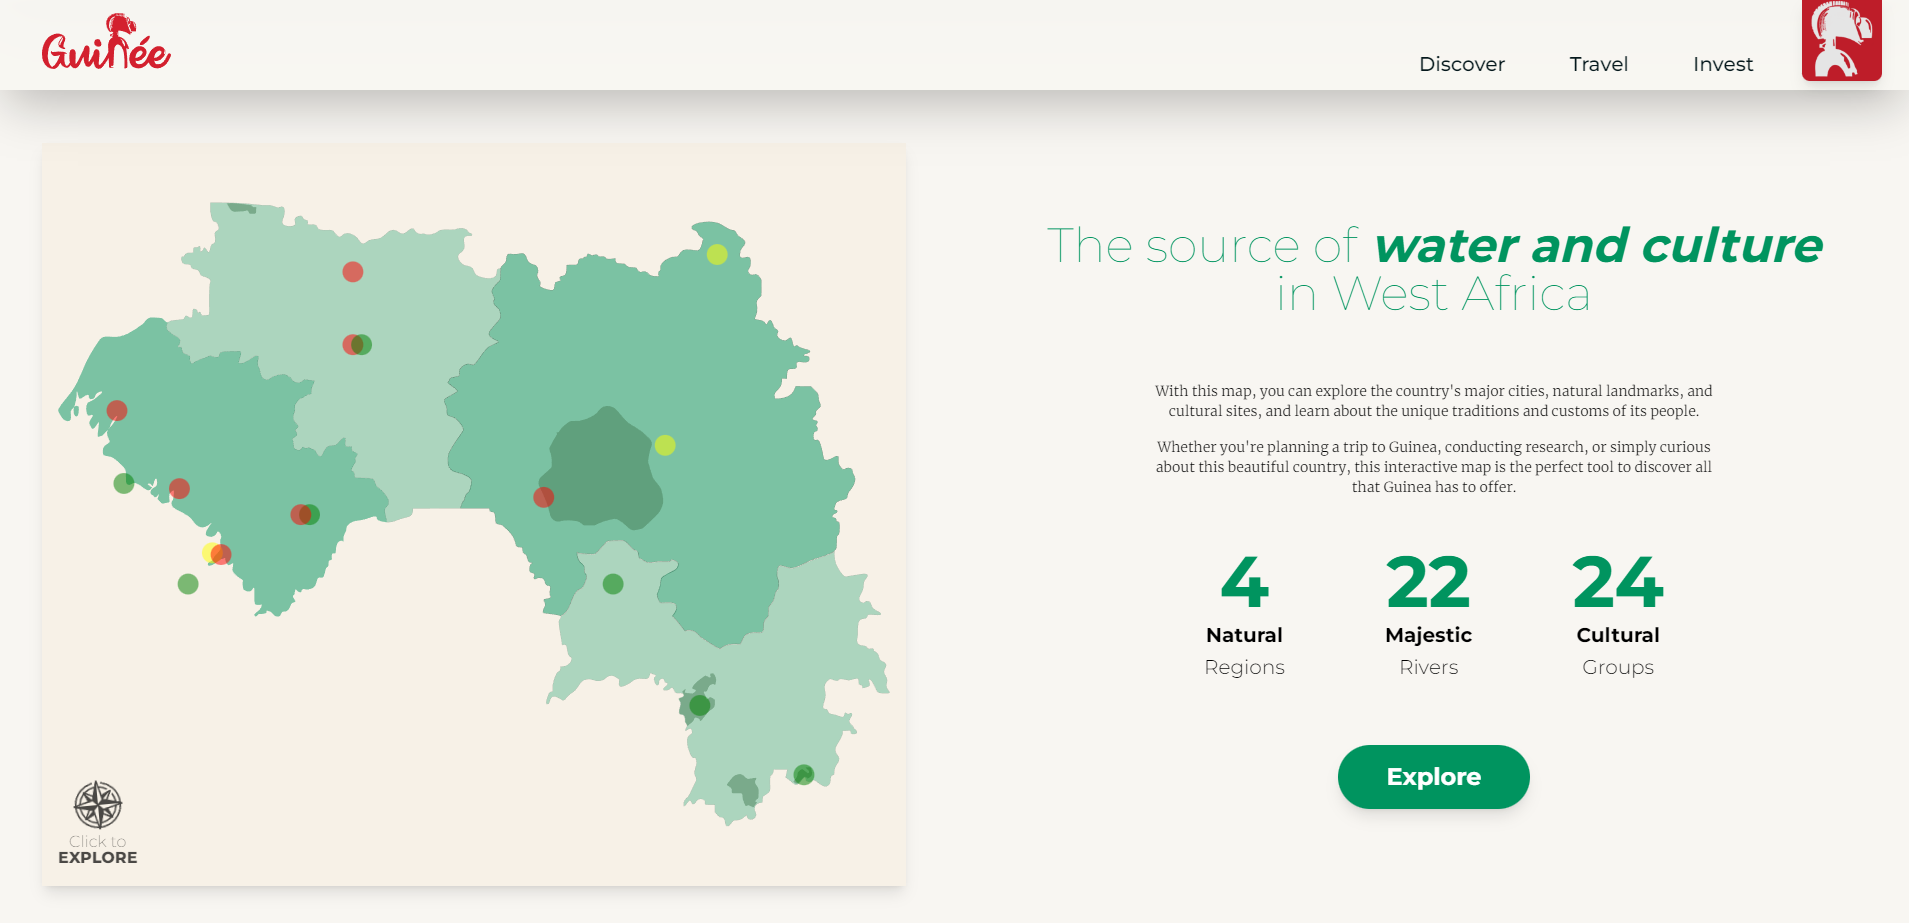 Guinée
Discover
Travel
Invest
Click to
EXPLORE
The source of water and culture
in West Africa
With this map, you can explore the country's major cities, natural landmarks, and
cultural sites, and learn about the unique traditions and customs of its people.
Whether you're planning a trip to Guinea, conducting research, or simply curious
about this beautiful country, this interactive map is the perfect tool to discover all
that Guinea has to offer.
4
Natural
Regions
22
Majestic
Rivers
24
Cultural
Groups
Explore